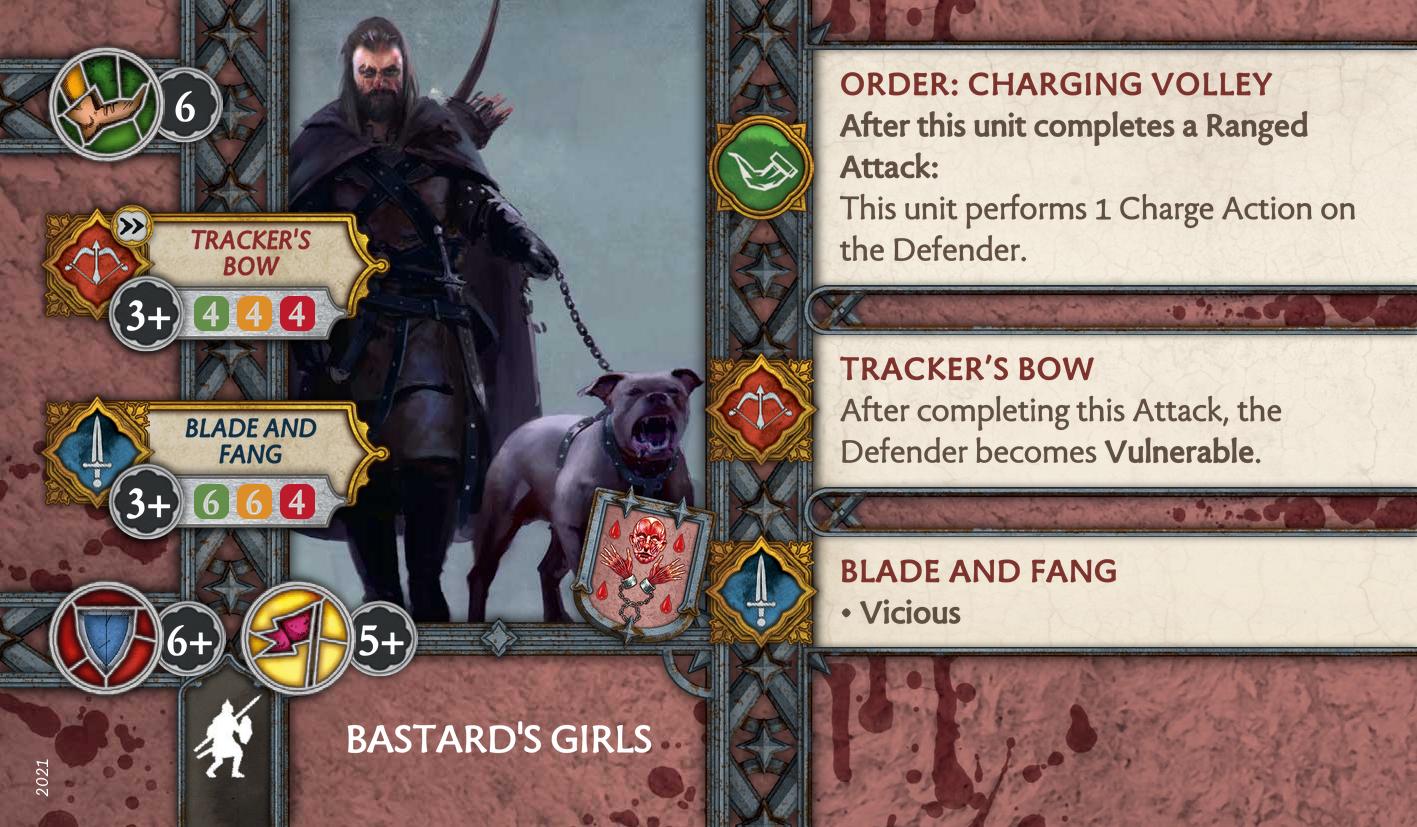 6
TRACKER'S
BOW
3+ 4 4 4
BLADE AND
FANG
3+ 6 6 4
6+ 5+
BASTARD'S GIRLS
2021
ORDER: CHARGING VOLLEY
After this unit completes a Ranged
Attack:
This unit performs 1 Charge Action on
the Defender.
TRACKER'S BOW
After completing this Attack, the
Defender becomes Vulnerable.
BLADE AND FANG
• Vicious